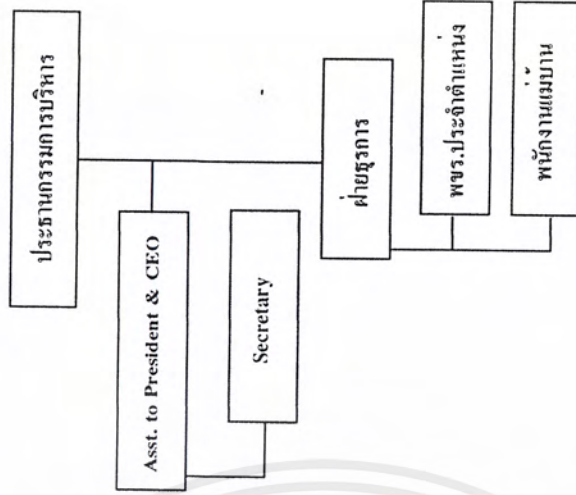 ประธานกรรมการบริหาร
Asst. to President & CEO
Secretary
ฝ่ายธุรการ
พขร.ประจำตำแหน่ง
พนักงานแม่บ้าน